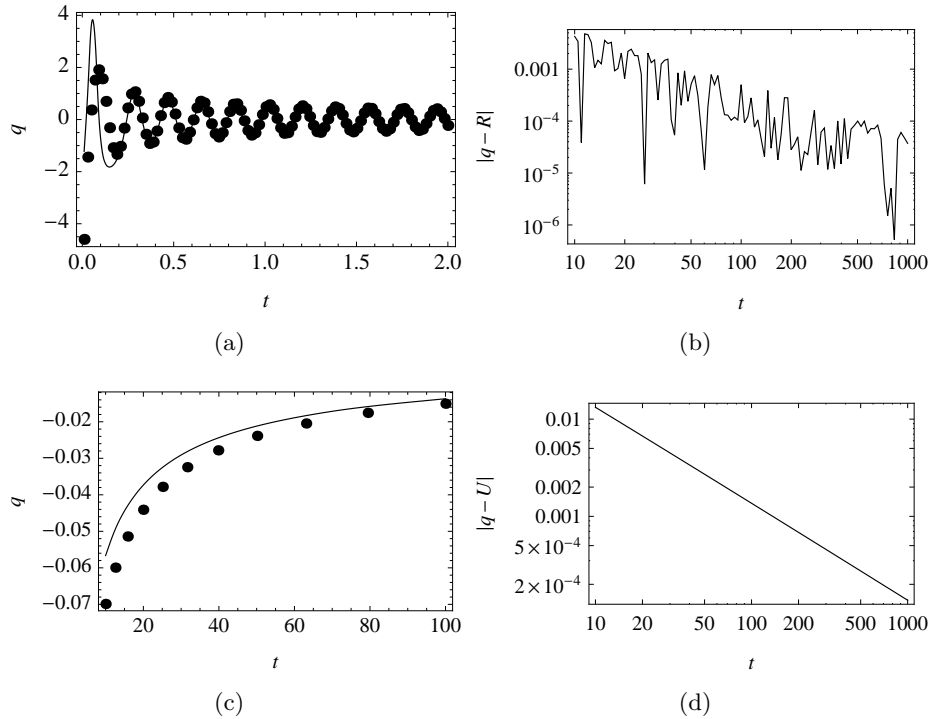 4
2
0
−2
−4
q
0.0 0.5 1.0 1.5 2.0
t
(a)
0.001
10^{-4}
10^{-5}
10^{-6}
|q − R|
10 20 50 100 200 500 1000
t
(b)
−0.02
−0.03
−0.04
−0.05
−0.06
−0.07
q
20 40 60 80 100
t
(c)
0.01
0.005
0.002
0.001
5 × 10^{-4}
2 × 10^{-4}
|q − U|
10 20 50 100 200 500 1000
t
(d)